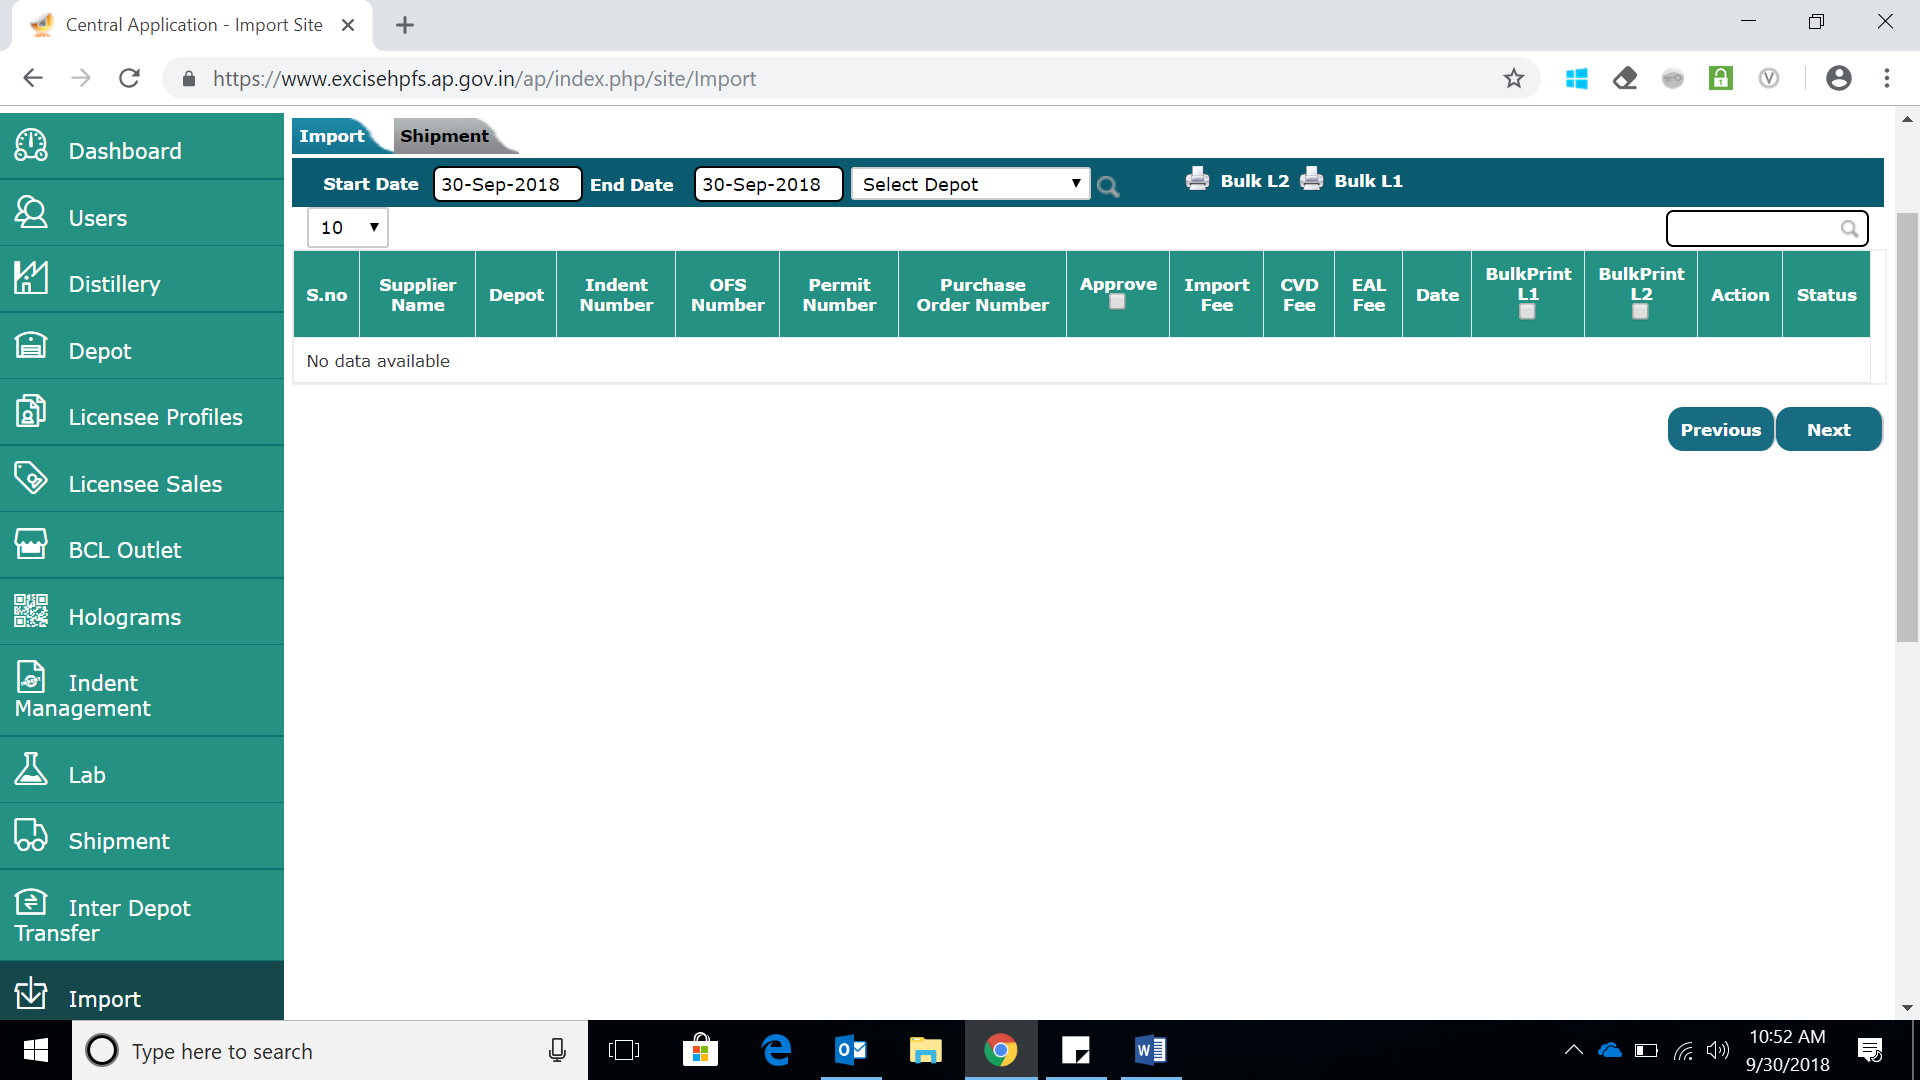 Central Application - Import Site
https://www.excisehpfs.ap.gov.in/ap/index.php/site/Import
Dashboard
Users
Distillery
Depot
Licensee Profiles
Licensee Sales
BCL Outlet
Holograms
Indent
Management
Lab
Shipment
Inter Depot
Transfer
Import
Import Shipment
Start Date 30-Sep-2018 End Date 30-Sep-2018 Select Depot Bulk L2 Bulk L1
10
S.no Supplier Name Depot Indent Number OFS Number Permit Number Purchase Order Number Approve Import Fee CVD Fee EAL Fee Date BulkPrint L1 BulkPrint L2 Action Status
No data available
Previous Next
Type here to search
10:52 AM
9/30/2018